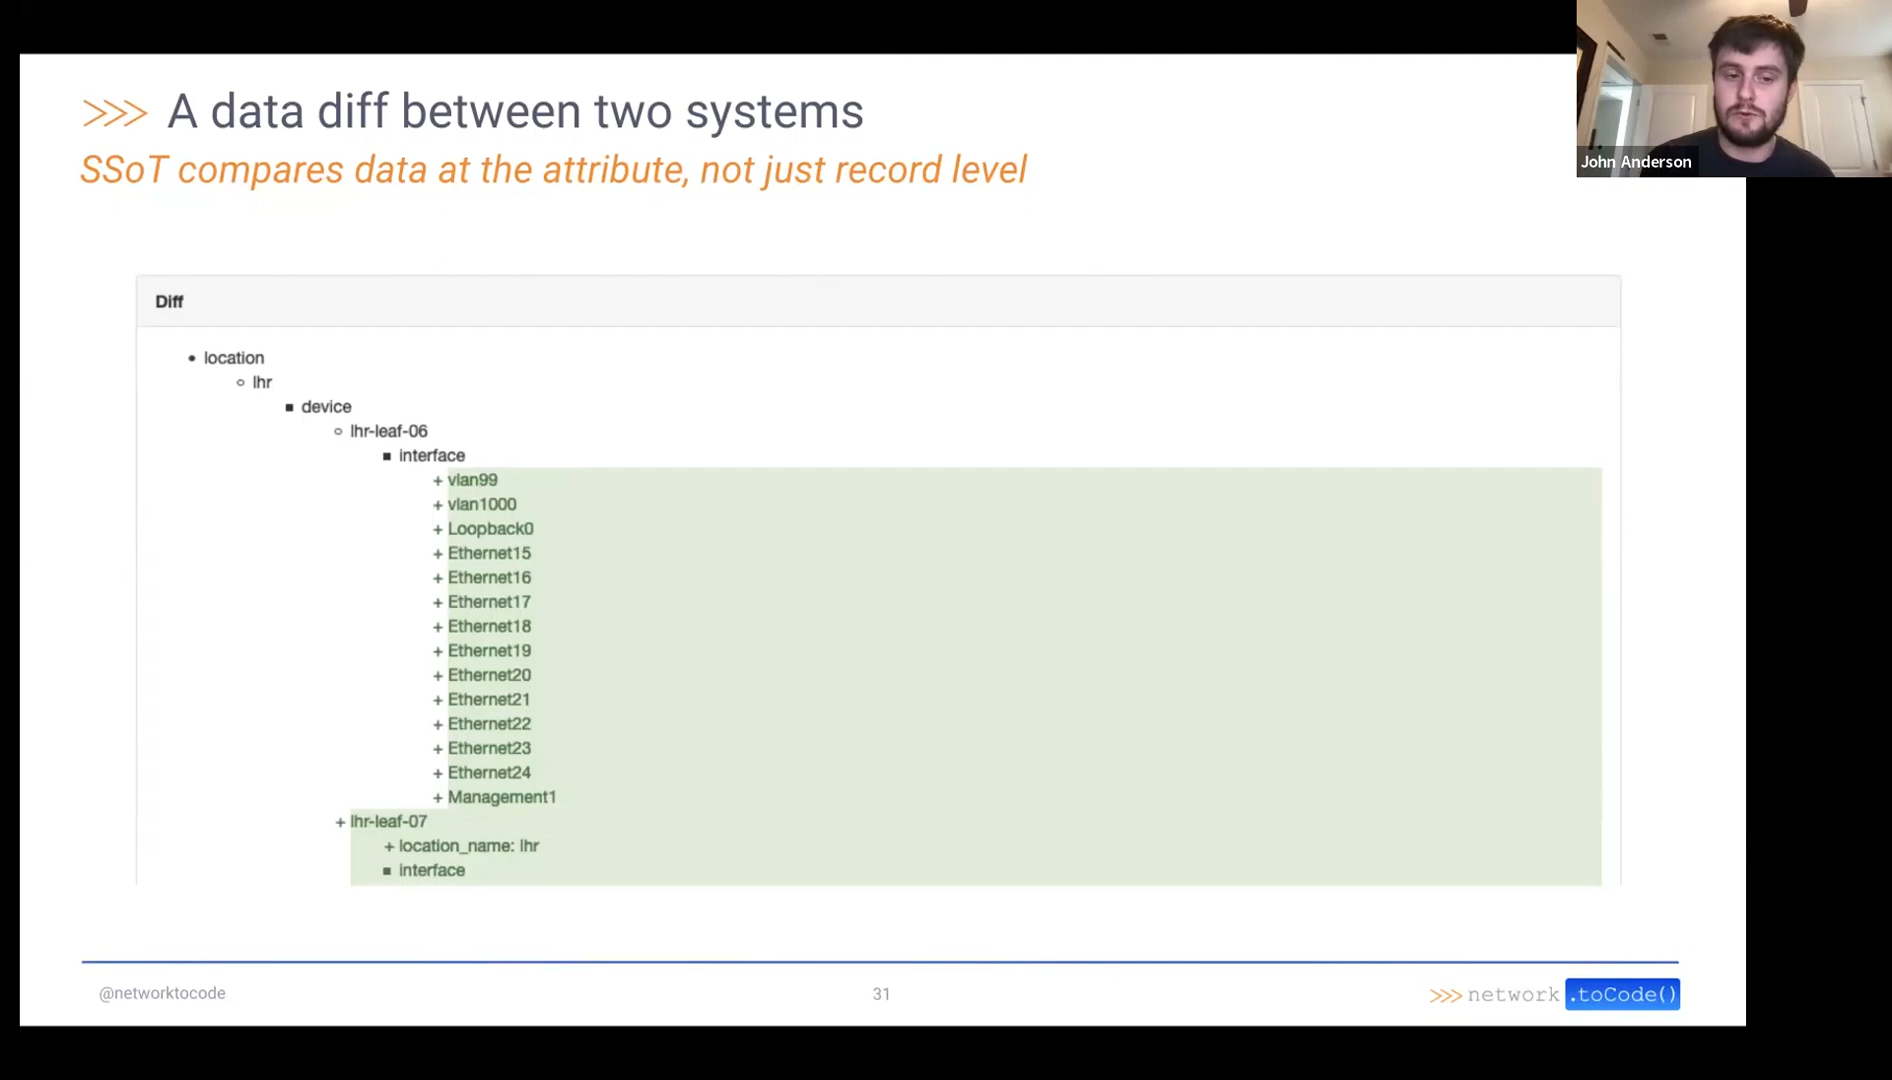 >>> A data diff between two systems
SSoT compares data at the attribute, not just record level
John Anderson
Diff
• location
○ lhr
■ device
○ lhr-leaf-06
■ interface
+ vlan99
+ vlan1000
+ Loopback0
+ Ethernet15
+ Ethernet16
+ Ethernet17
+ Ethernet18
+ Ethernet19
+ Ethernet20
+ Ethernet21
+ Ethernet22
+ Ethernet23
+ Ethernet24
+ Management1
+ lhr-leaf-07
+ location_name: lhr
■ interface
@networktocode
31
>>> network .toCode()